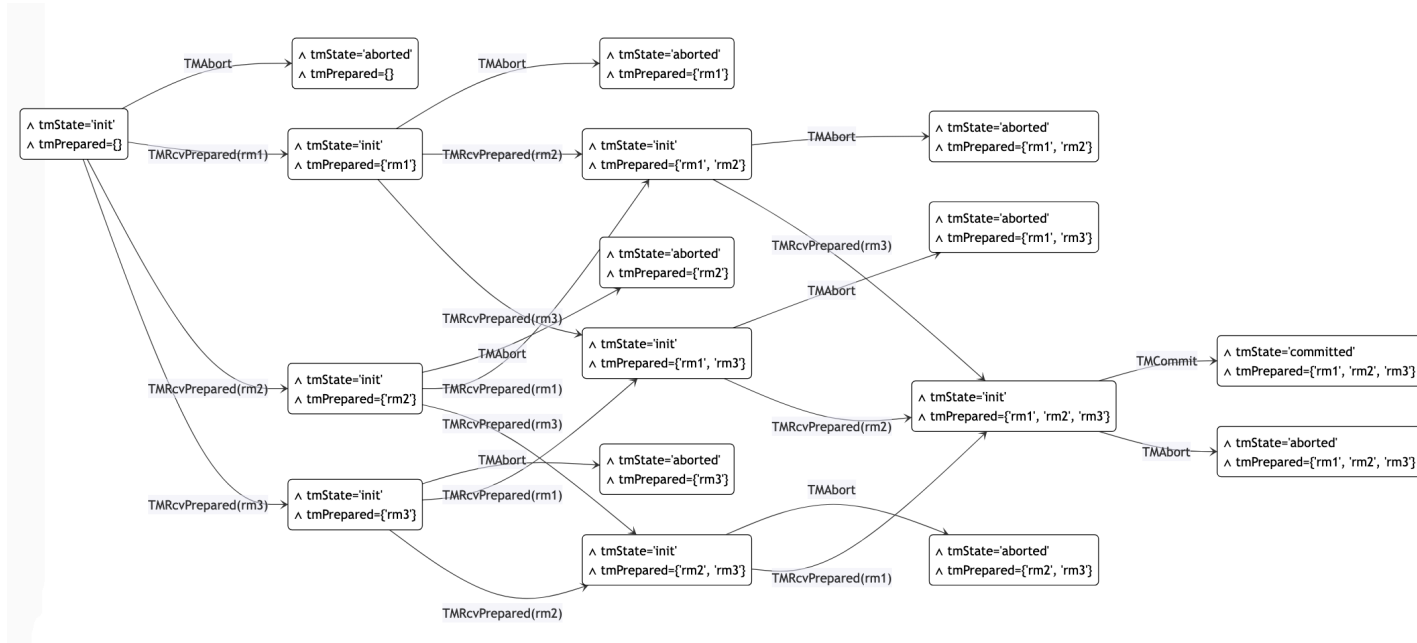 TMAbort
∧ tmState='aborted'
∧ tmPrepared={}
TMAbort
∧ tmState='aborted'
∧ tmPrepared={'rm1'}
∧ tmState='init'
∧ tmPrepared={}
TMRcvPrepared(rm1)
∧ tmState='init'
∧ tmPrepared={'rm1'}
TMRcvPrepared(rm2)
∧ tmState='init'
∧ tmPrepared={'rm1', 'rm2'}
TMAbort
∧ tmState='aborted'
∧ tmPrepared={'rm1', 'rm2'}
∧ tmState='aborted'
∧ tmPrepared={'rm1', 'rm3'}
TMRcvPrepared(rm3)
∧ tmState='aborted'
∧ tmPrepared={'rm2'}
TMAbort
TMRcvPrepared(rm3)
∧ tmState='init'
∧ tmPrepared={'rm1', 'rm3'}
TMAbort
TMRcvPrepared(rm2)
∧ tmState='init'
∧ tmPrepared={'rm2'}
TMRcvPrepared(rm1)
TMRcvPrepared(rm3)
TMRcvPrepared(rm2)
∧ tmState='init'
∧ tmPrepared={'rm1', 'rm2', 'rm3'}
TMCommit
∧ tmState='committed'
∧ tmPrepared={'rm1', 'rm2', 'rm3'}
TMAbort
∧ tmState='aborted'
∧ tmPrepared={'rm1', 'rm2', 'rm3'}
TMAbort
∧ tmState='aborted'
∧ tmPrepared={'rm3'}
TMRcvPrepared(rm3)
∧ tmState='init'
∧ tmPrepared={'rm3'}
TMRcvPrepared(rm1)
TMAbort
∧ tmState='init'
∧ tmPrepared={'rm2', 'rm3'}
TMRcvPrepared(rm1)
∧ tmState='aborted'
∧ tmPrepared={'rm2', 'rm3'}
TMRcvPrepared(rm2)